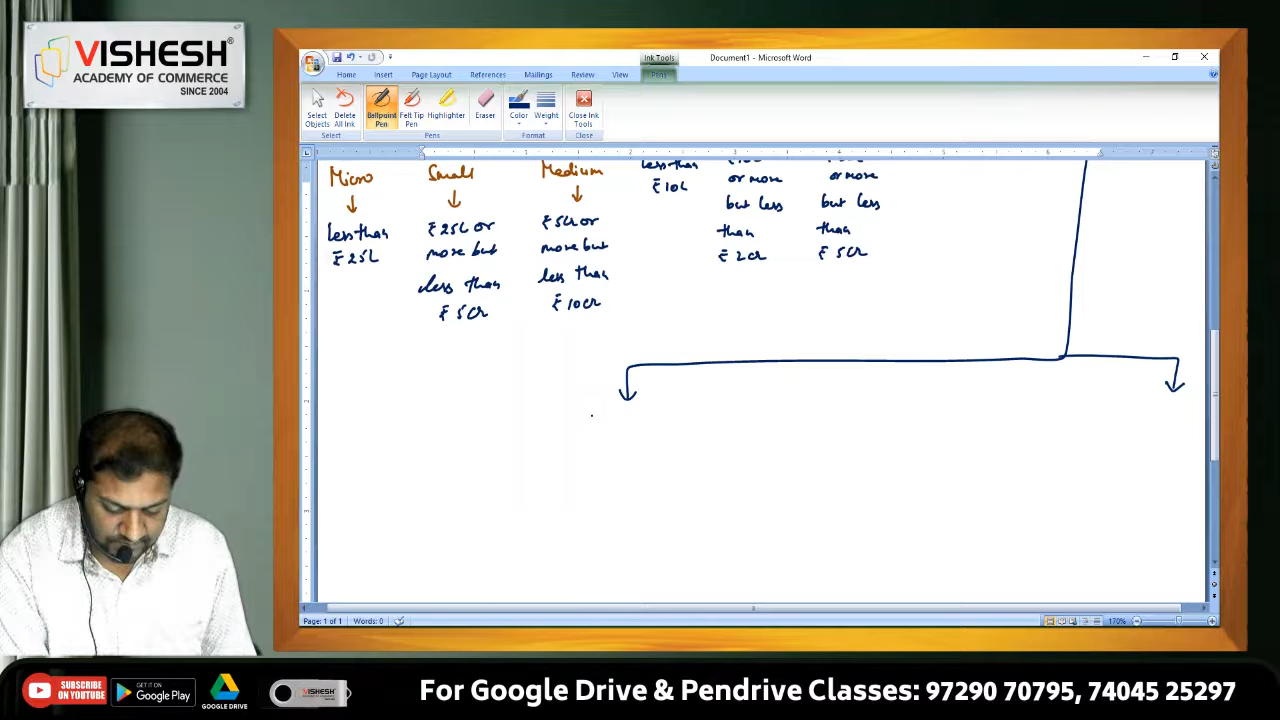 VISHESH®
ACADEMY OF COMMERCE
SINCE 2004
Ink Tools
Document1 - Microsoft Word
Home Insert Page Layout References Mailings Review View Pens
Select Objects
Delete All Ink
Ballpoint Pen
Felt Tip Pen
Highlighter
Eraser
Color
Weight
Close Ink Tools
Select Pens Format Close
Micro
less than
₹25L
Small
₹25L or
more but
less than
₹5Cr
Medium
₹5Cr or
more but
less than
₹10Cr
less than
₹10L
or more
but less
than
₹2Cr
or more
but less
than
₹5Cr
Page: 1 of 1 Words: 0 170%
SUBSCRIBE
ON YOUTUBE
GET IT ON
Google Play
GOOGLE DRIVE
VISHESH
For Google Drive & Pendrive Classes: 97290 70795, 74045 25297